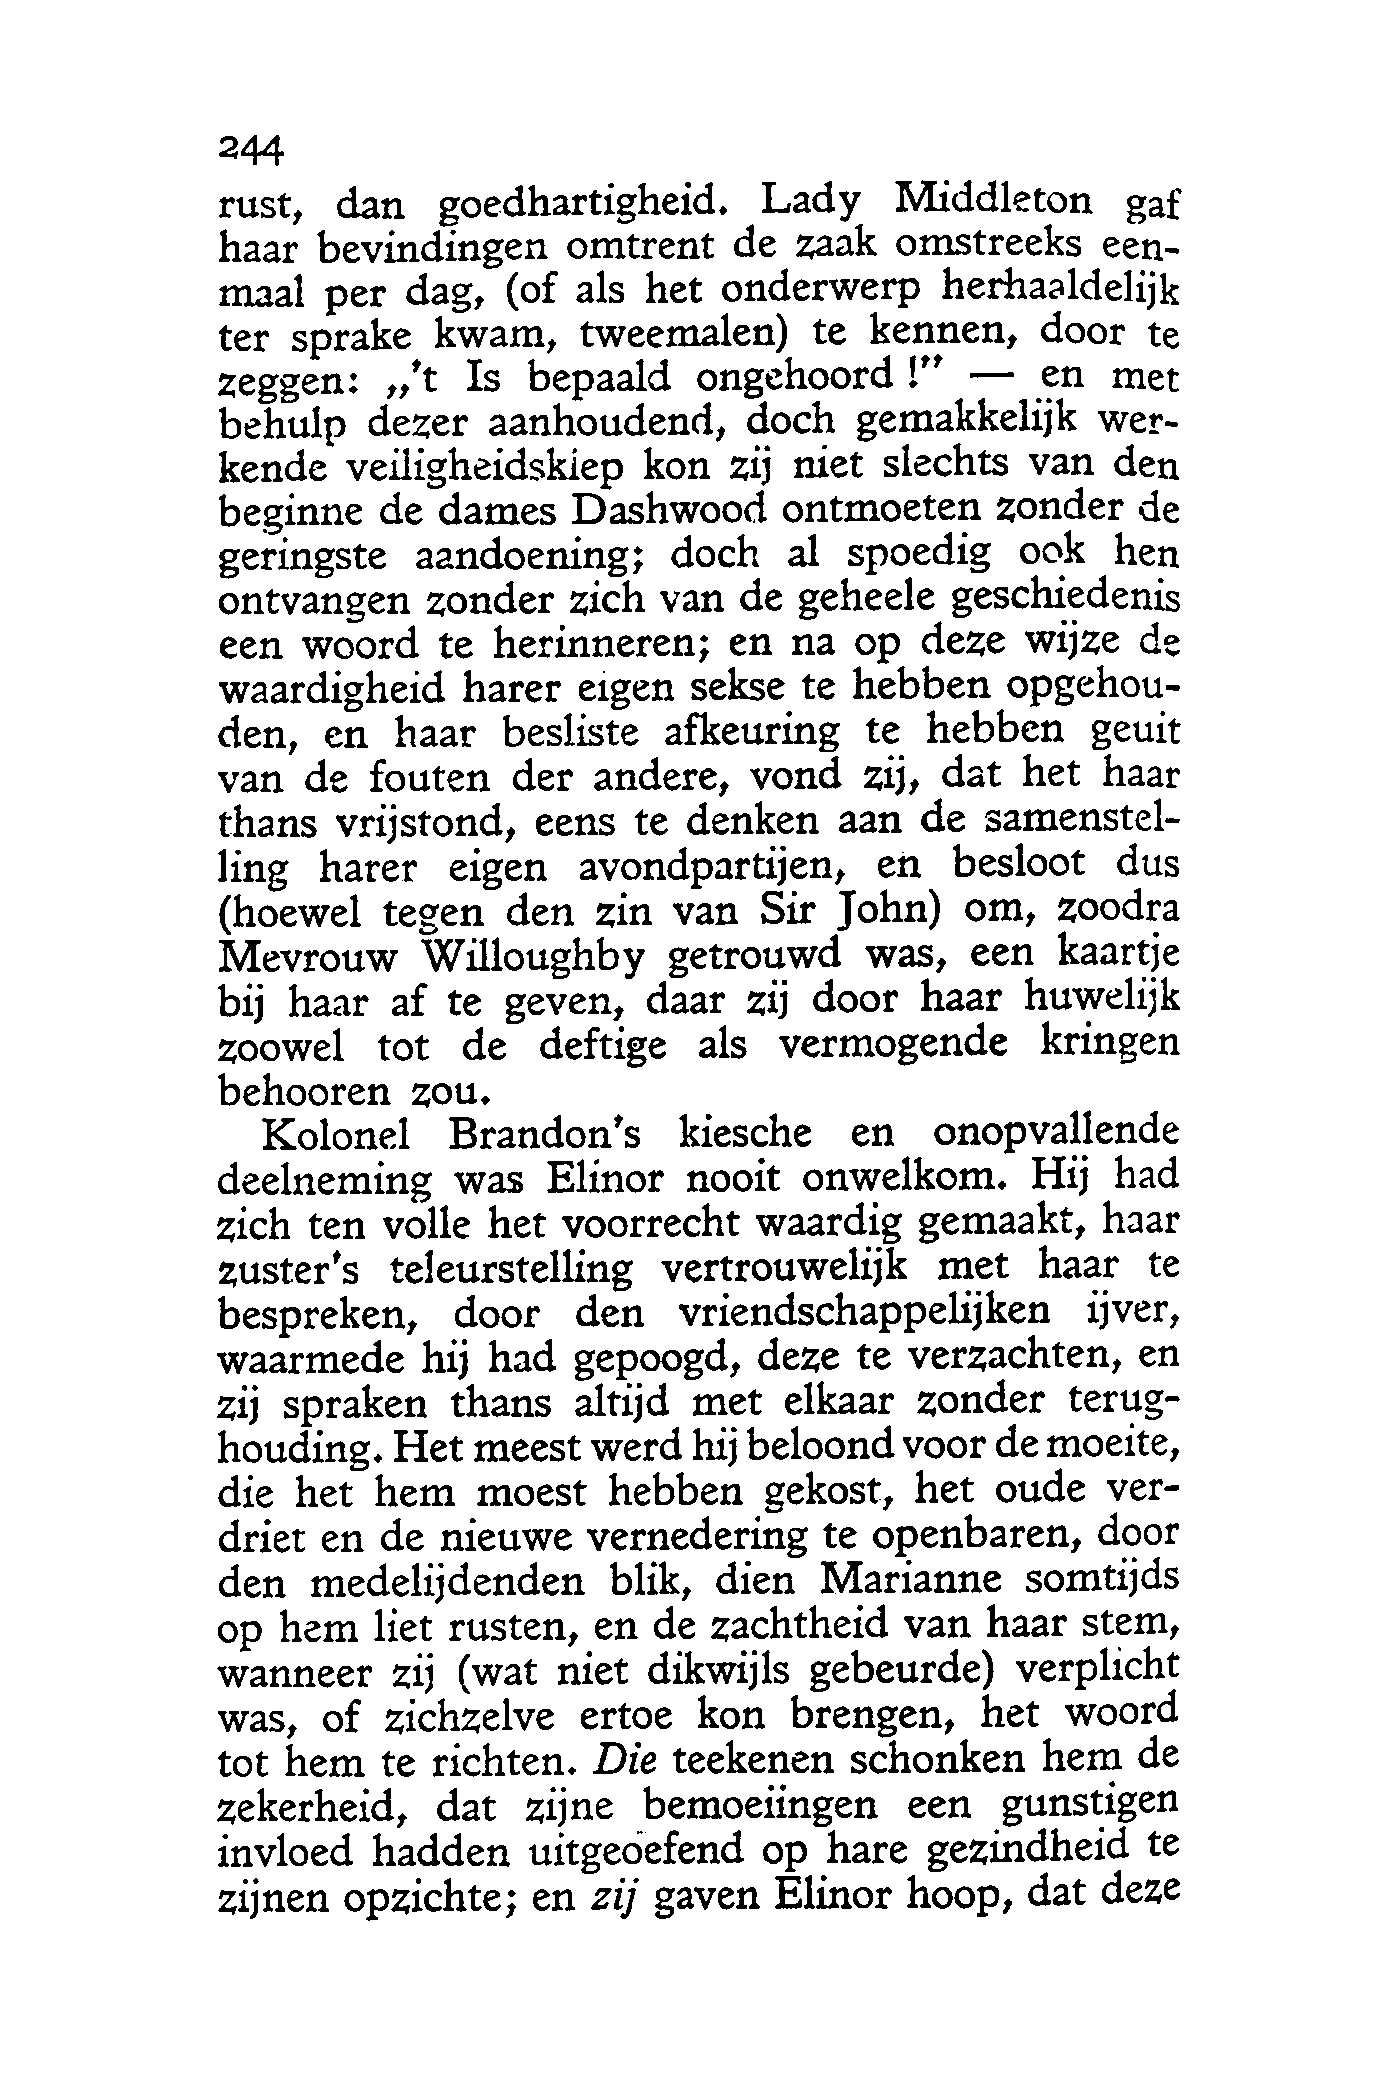 244
rust, dan goedhartigheid. Lady Middleton gaf
haar bevindingen omtrent de zaak omstreeks een-
maal per dag, (of als het onderwerp herhaaldelijk
ter sprake kwam, tweemalen) te kennen, door te
zeggen: „'t Is bepaald ongehoord !” — en met
behulp dezer aanhoudend, doch gemakkelijk wer-
kende veiligheidskiep kon zij niet slechts van den
beginne de dames Dashwood ontmoeten zonder de
geringste aandoening; doch al spoedig ook hen
ontvangen zonder zich van de geheele geschiedenis
een woord te herinneren; en na op deze wijze de
waardigheid harer eigen sekse te hebben opgehou-
den, en haar besliste afkeuring te hebben geuit
van de fouten der andere, vond zij, dat het haar
thans vrijstond, eens te denken aan de samenstel-
ling harer eigen avondpartijen, en besloot dus
(hoewel tegen den zin van Sir John) om, zoodra
Mevrouw Willoughby getrouwd was, een kaartje
bij haar af te geven, daar zij door haar huwelijk
zoowel tot de deftige als vermogende kringen
behooren zou.
Kolonel Brandon's kiesche en onopvallende
deelneming was Elinor nooit onwelkom. Hij had
zich ten volle het voorrecht waardig gemaakt, haar
zuster's teleurstelling vertrouwelijk met haar te
bespreken, door den vriendschappelijken ijver,
waarmede hij had gepoogd, deze te verzachten, en
zij spraken thans altijd met elkaar zonder terug-
houding. Het meest werd hij beloond voor de moeite,
die het hem moest hebben gekost, het oude ver-
driet en de nieuwe vernedering te openbaren, door
den medelijdenden blik, dien Marianne somtijds
op hem liet rusten, en de zachtheid van haar stem,
wanneer zij (wat niet dikwijls gebeurde) verplicht
was, of zichzelve ertoe kon brengen, het woord
tot hem te richten. Die teekenen schonken hem de
zekerheid, dat zijne bemoeiingen een gunstigen
invloed hadden uitgeöefend op hare gezindheid te
zijnen opzichte; en zij gaven Elinor hoop, dat deze